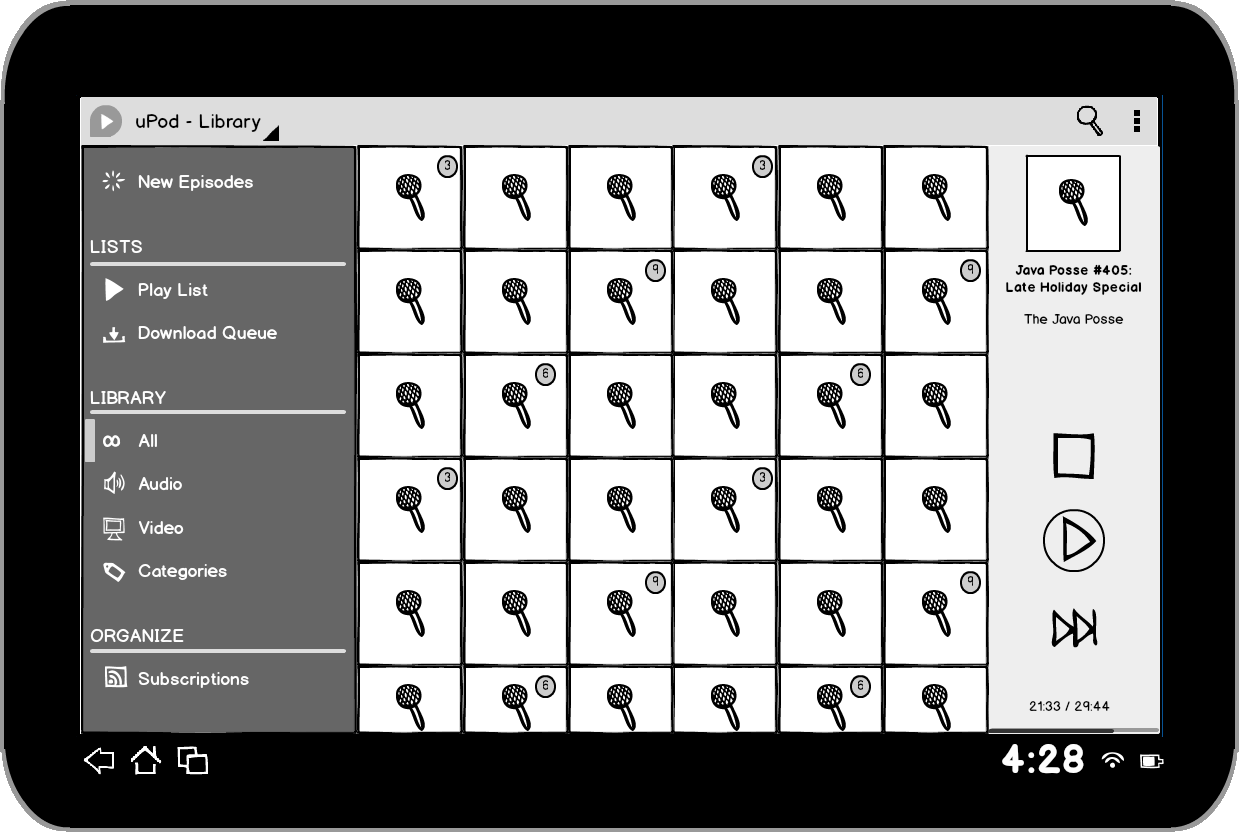 uPod - Library
New Episodes
LISTS
Play List
Download Queue
LIBRARY
All
Audio
Video
Categories
ORGANIZE
Subscriptions
3
3
9
9
6
6
3
3
9
9
6
6
Java Posse #405:
Late Holiday Special
The Java Posse
21:33 / 29:44
4:28